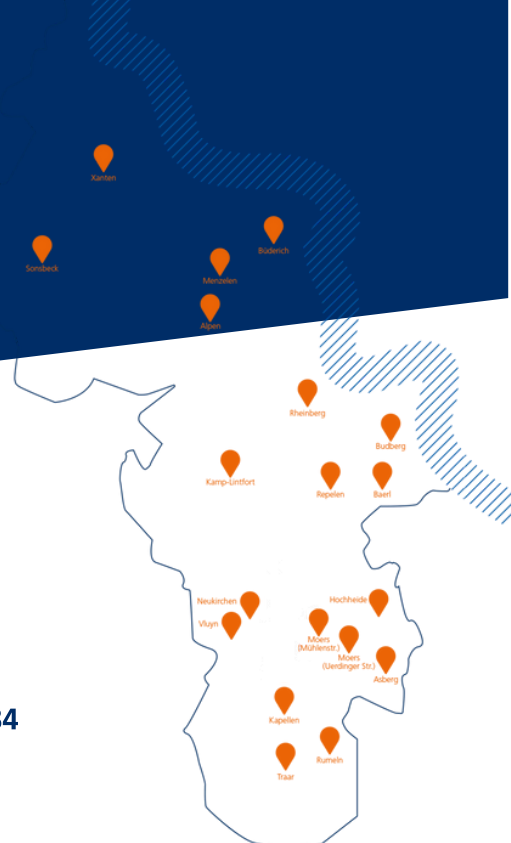 Xanten
Büderich
Sonsbeck
Menzelen
Alpen
Rheinberg
Budberg
Kamp-Lintfort
Repelen
Baerl
Neukirchen
Hochheide
Vluyn
Moers
(Mühlenstr.)
Moers
(Uerdinger Str.)
Asberg
Kapellen
34
Rumeln
Traar